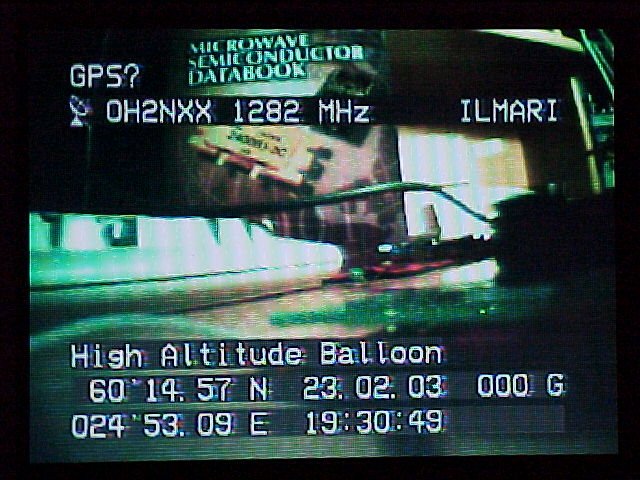 MICROWAVE
SEMICONDUCTOR
DATABOOK
GPS?
OH2NXX 1282 MHz ILMARI
High Altitude Balloon
60°14.57 N 23.02.03 000 G
024°53.09 E 19:30:49